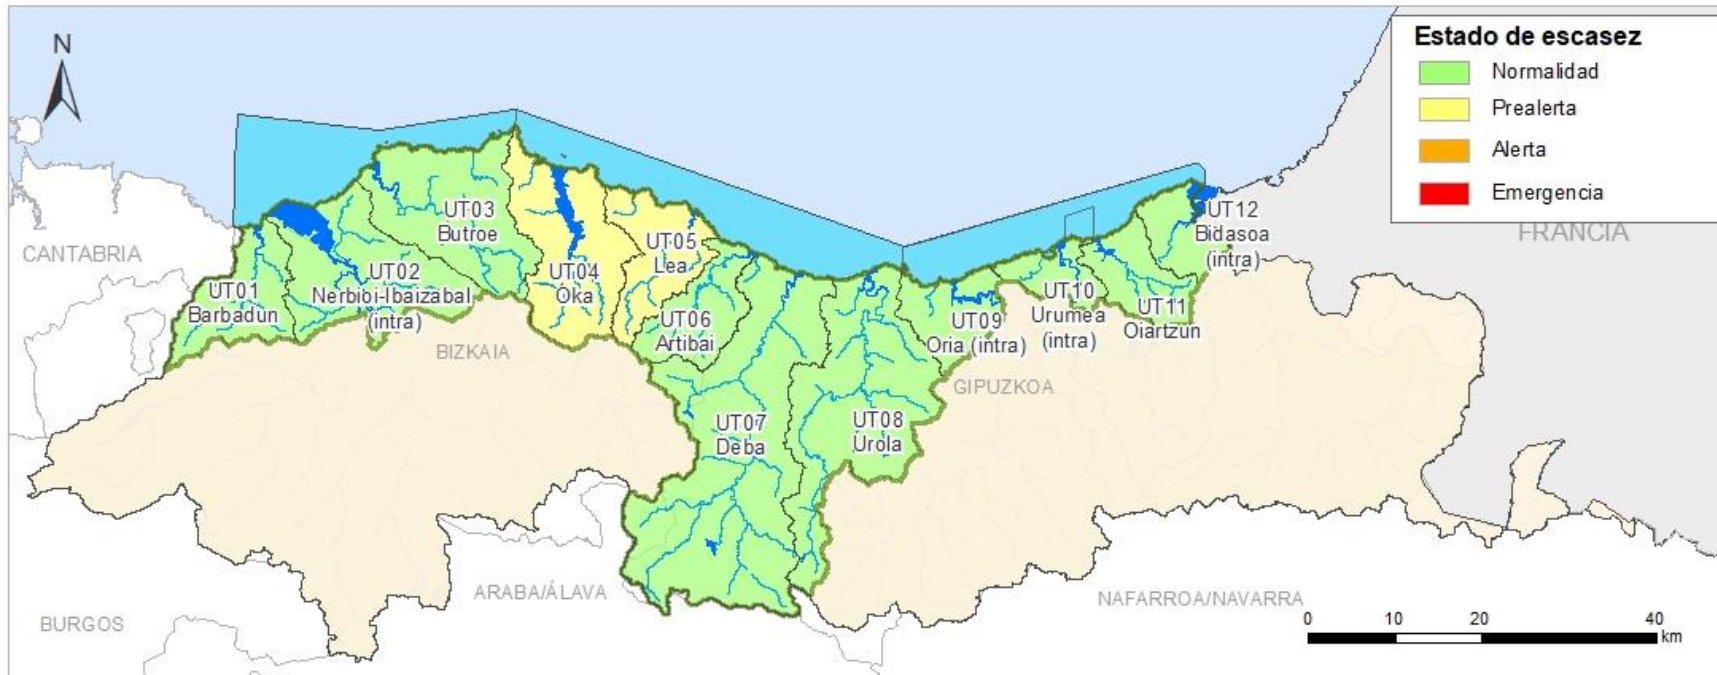 N
Estado de escasez
Normalidad
Prealerta
Alerta
Emergencia
FRANCIA
CANTABRIA
UT01
Barbadun
UT02
Nerbioi-Ibaizabal
(intra)
UT03
Butroe
UT04
Oka
UT05
Lea
UT06
Artibai
UT07
Deba
UT08
Urola
UT09
Oria (intra)
UT10
Urumea
(intra)
UT11
Oiartzun
UT12
Bidasoa
(intra)
BIZKAIA
GIPUZKOA
ARABA/ÁLAVA
NAFARROA/NAVARRA
BURGOS
0 10 20 40
km